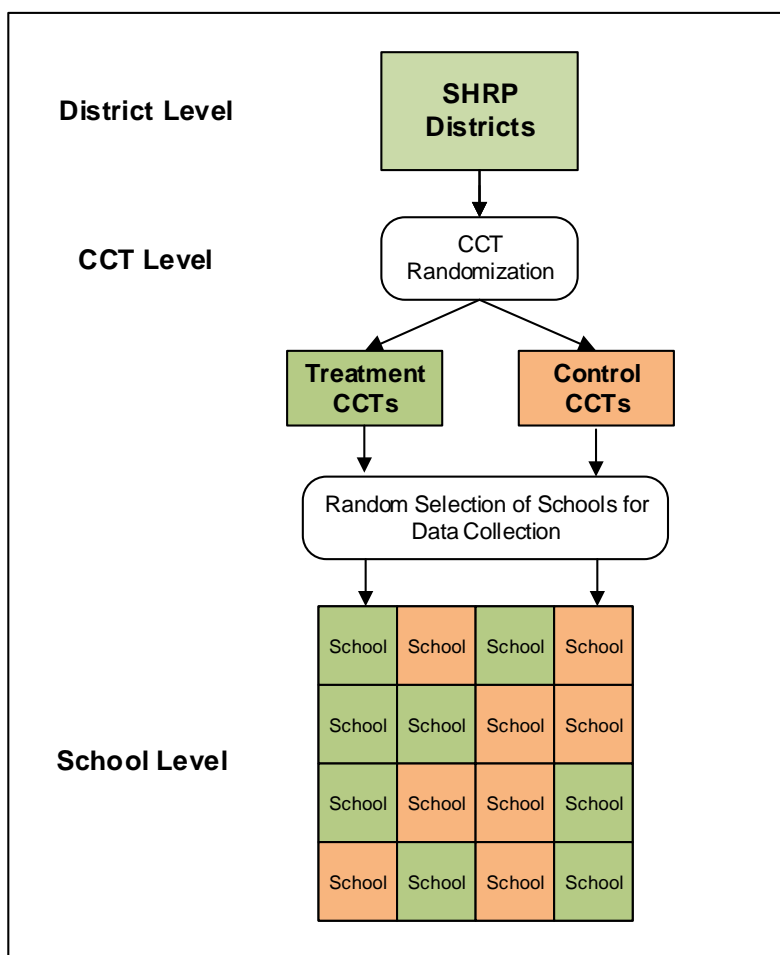 SHRP
Districts
District Level
CCT
Randomization
CCT Level
Treatment
CCTs
Control
CCTs
Random Selection of Schools for
Data Collection
School School School School
School School School School
School Level
School School School School
School School School School